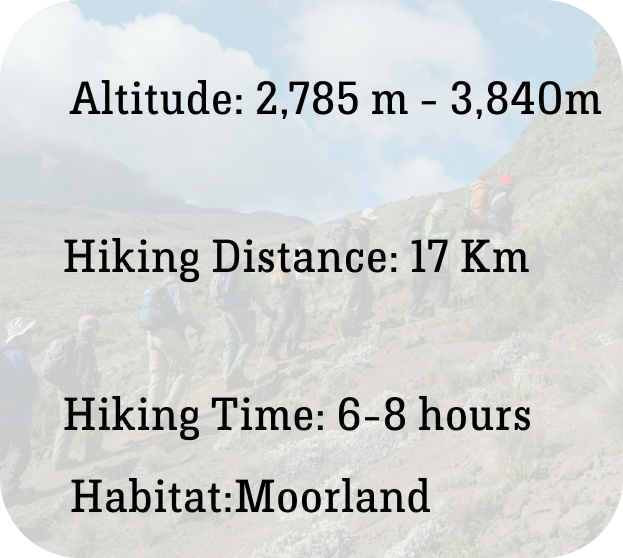 Altitude: 2,785 m - 3,840m
Hiking Distance: 17 Km
Hiking Time: 6-8 hours
Habitat:Moorland